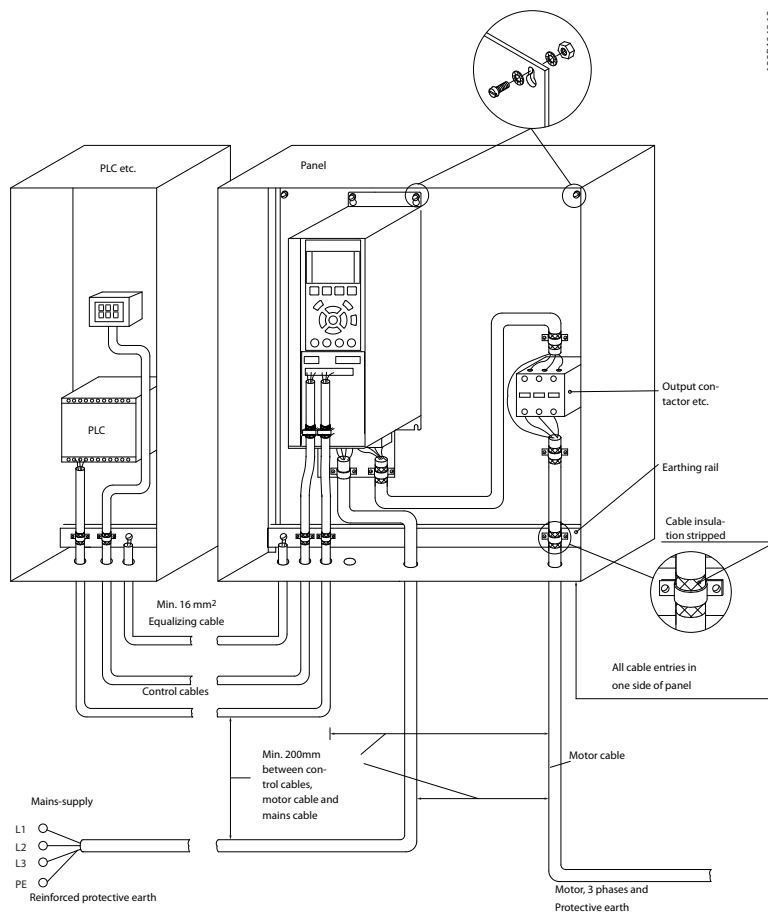 PLC etc.
Panel
PLC
Output con-
tactor etc.
Earthing rail
Cable insula-
tion stripped
Min. 16 mm2
Equalizing cable
All cable entries in
one side of panel
Control cables
Min. 200mm
between con-
trol cables,
motor cable and
mains cable
Motor cable
Mains-supply
L1
L2
L3
PE
Reinforced protective earth
Motor, 3 phases and
Protective earth